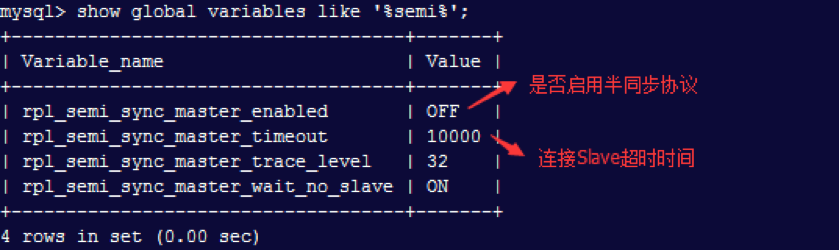 mysql> show global variables like '%semi%';
+------------------------------------+-------+
| Variable_name                      | Value |
+------------------------------------+-------+
| rpl_semi_sync_master_enabled       | OFF   |
是否启用半同步协议
| rpl_semi_sync_master_timeout       | 10000 |
连接Slave超时时间
| rpl_semi_sync_master_trace_level   | 32    |
| rpl_semi_sync_master_wait_no_slave | ON    |
+------------------------------------+-------+
4 rows in set (0.00 sec)